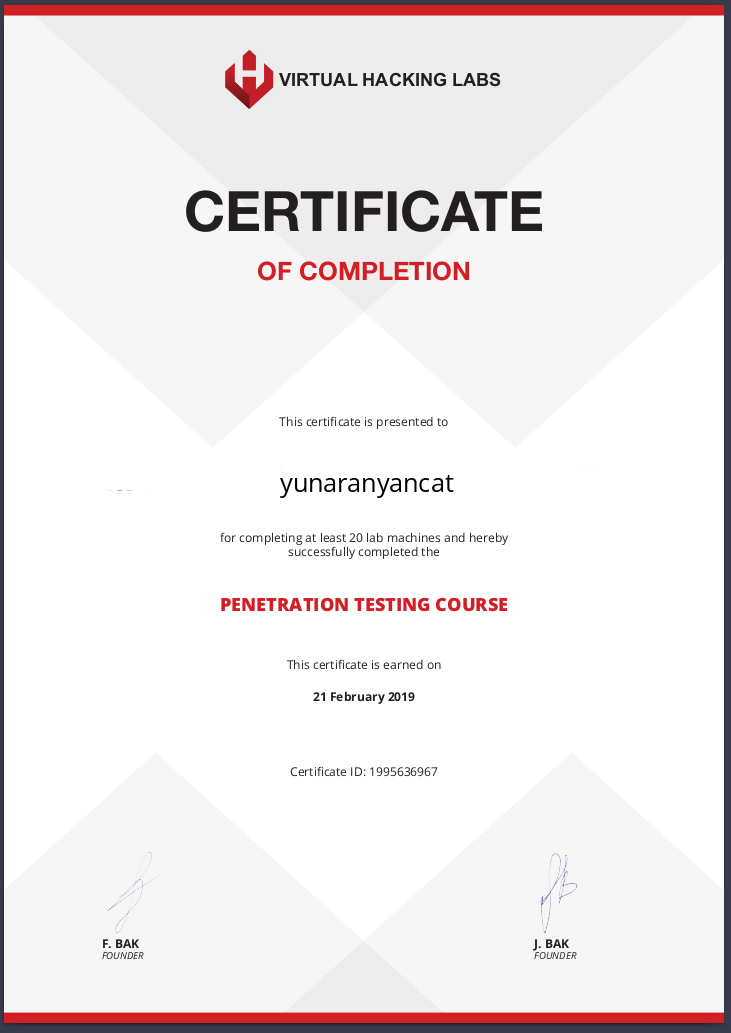 VIRTUAL HACKING LABS
CERTIFICATE
OF COMPLETION
This certificate is presented to
yunaranyancat
for completing at least 20 lab machines and hereby
successfully completed the
PENETRATION TESTING COURSE
This certificate is earned on
21 February 2019
Certificate ID: 1995636967
F. BAK
FOUNDER
J. BAK
FOUNDER